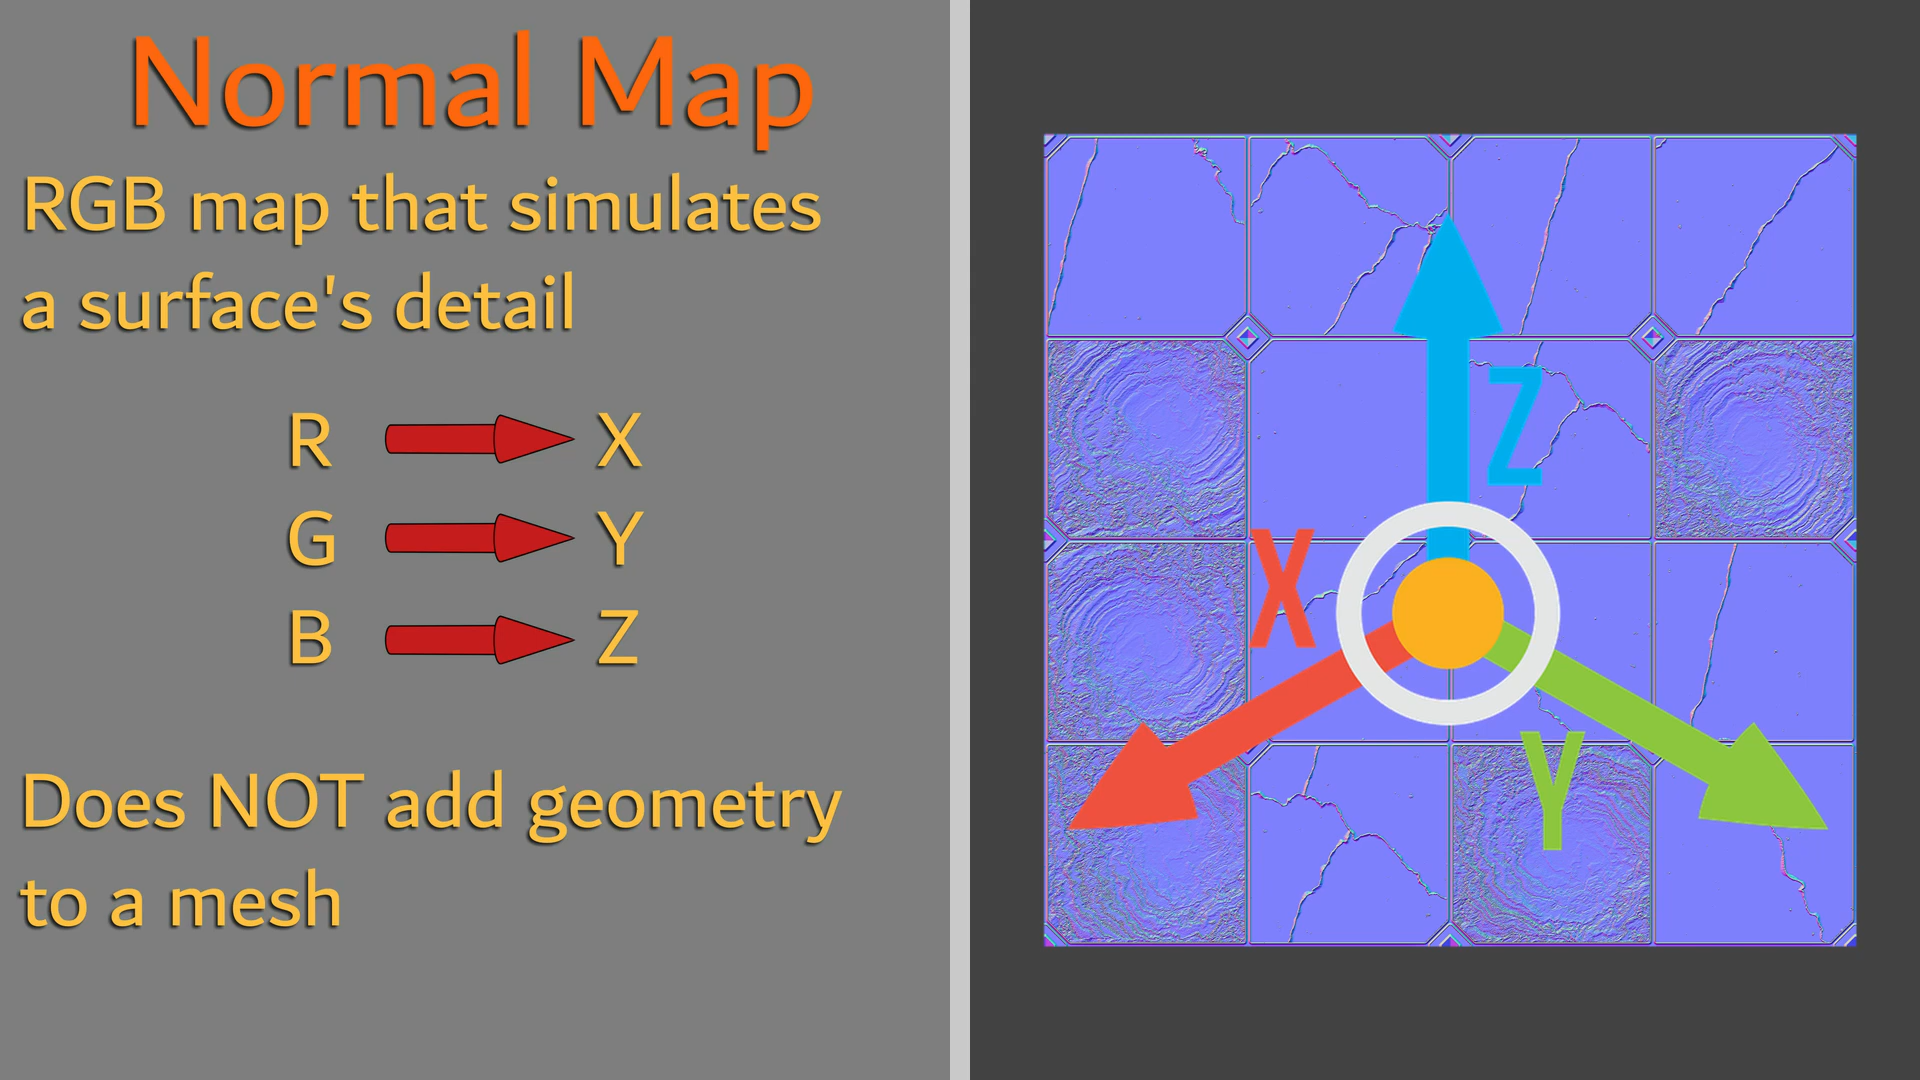 Normal Map
RGB map that simulates
a surface's detail
R X
G Y
B Z
Does NOT add geometry
to a mesh
Z
X
Y